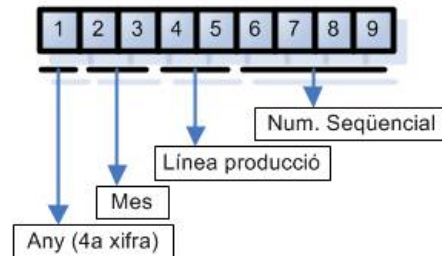 1 2 3 4 5 6 7 8 9
Num. Seqüencial
Línea producció
Mes
Any (4a xifra)